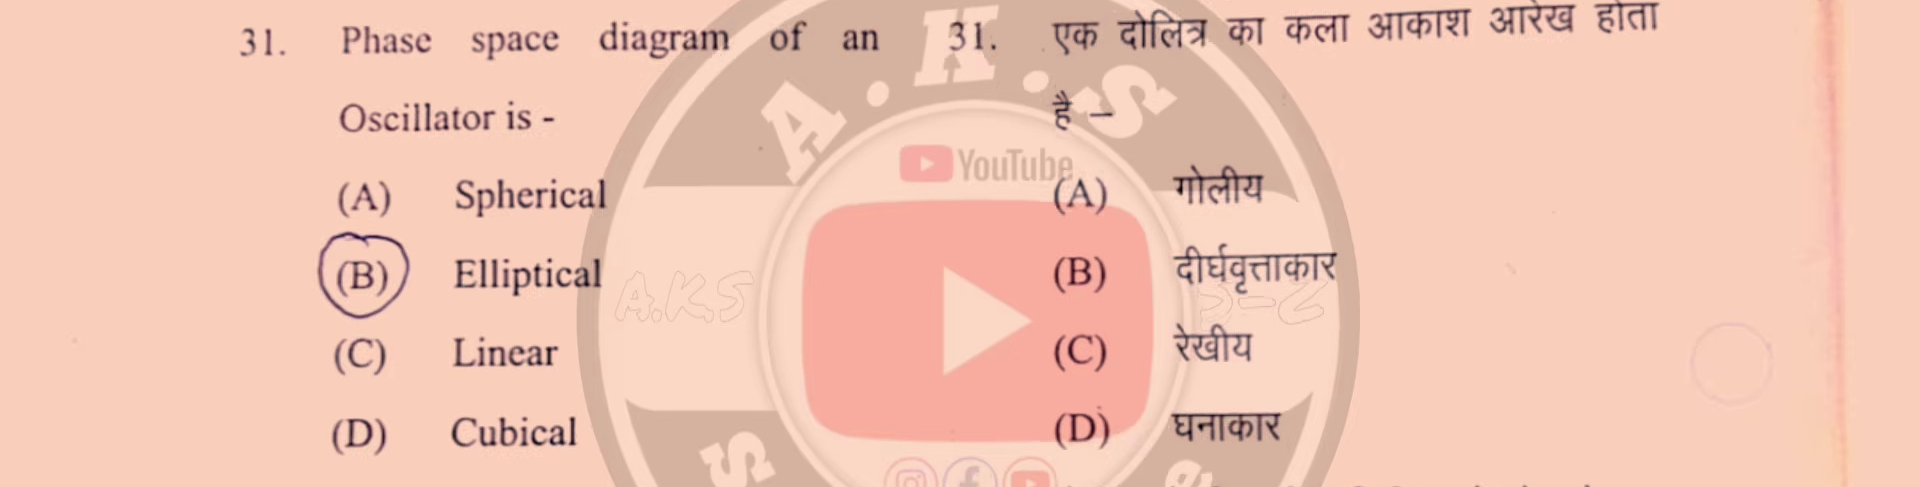 31. Phase space diagram of an
Oscillator is -
(A) Spherical
(B) Elliptical
(C) Linear
(D) Cubical
31. एक दोलित्र का कला आकाश आरेख होता
है –
(A) गोलीय
(B) दीर्घवृत्ताकार
(C) रेखीय
(D) घनाकार
A.K.S
YouTube
A.K.S